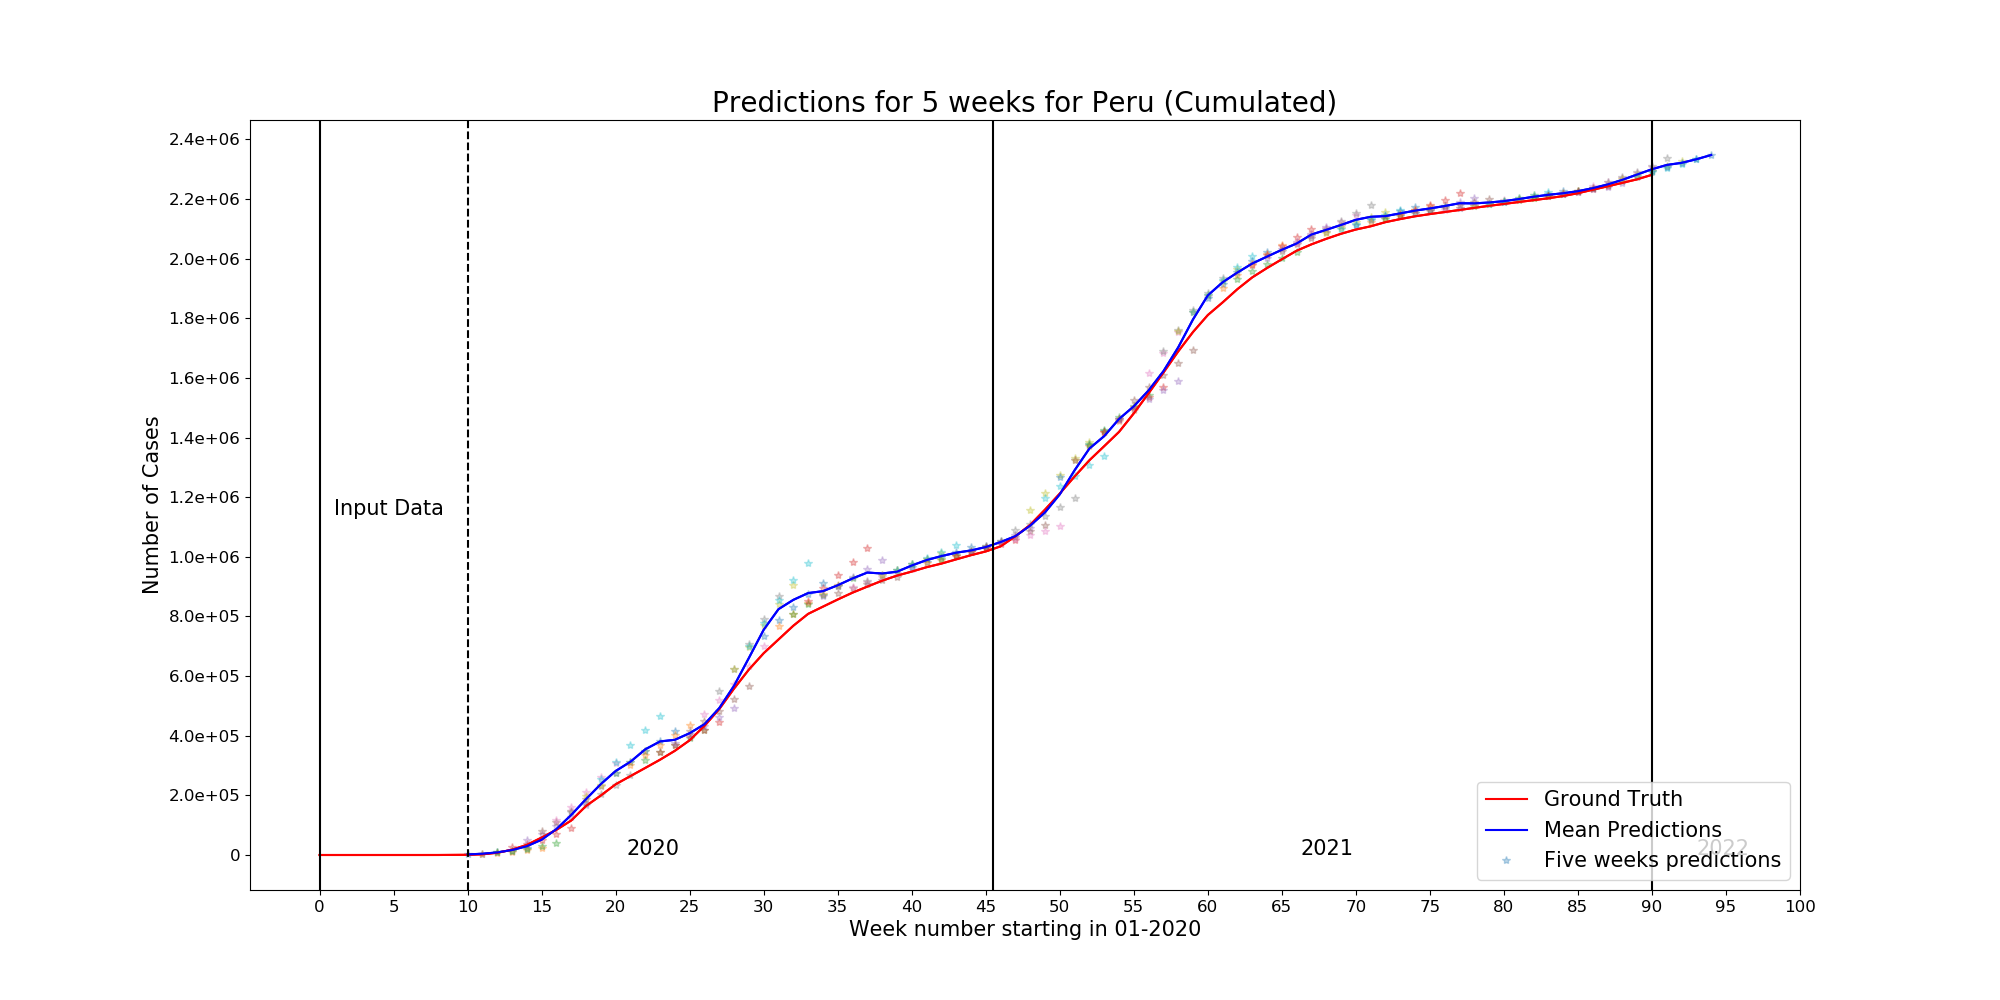 Predictions for 5 weeks for Peru (Cumulated)
2.4e+06
2.2e+06
2.0e+06
1.8e+06
1.6e+06
1.4e+06
1.2e+06
1.0e+06
8.0e+05
6.0e+05
4.0e+05
2.0e+05
0
Number of Cases
Input Data
2020
2021
2022
Ground Truth
Mean Predictions
Five weeks predictions
0 5 10 15 20 25 30 35 40 45 50 55 60 65 70 75 80 85 90 95 100
Week number starting in 01-2020